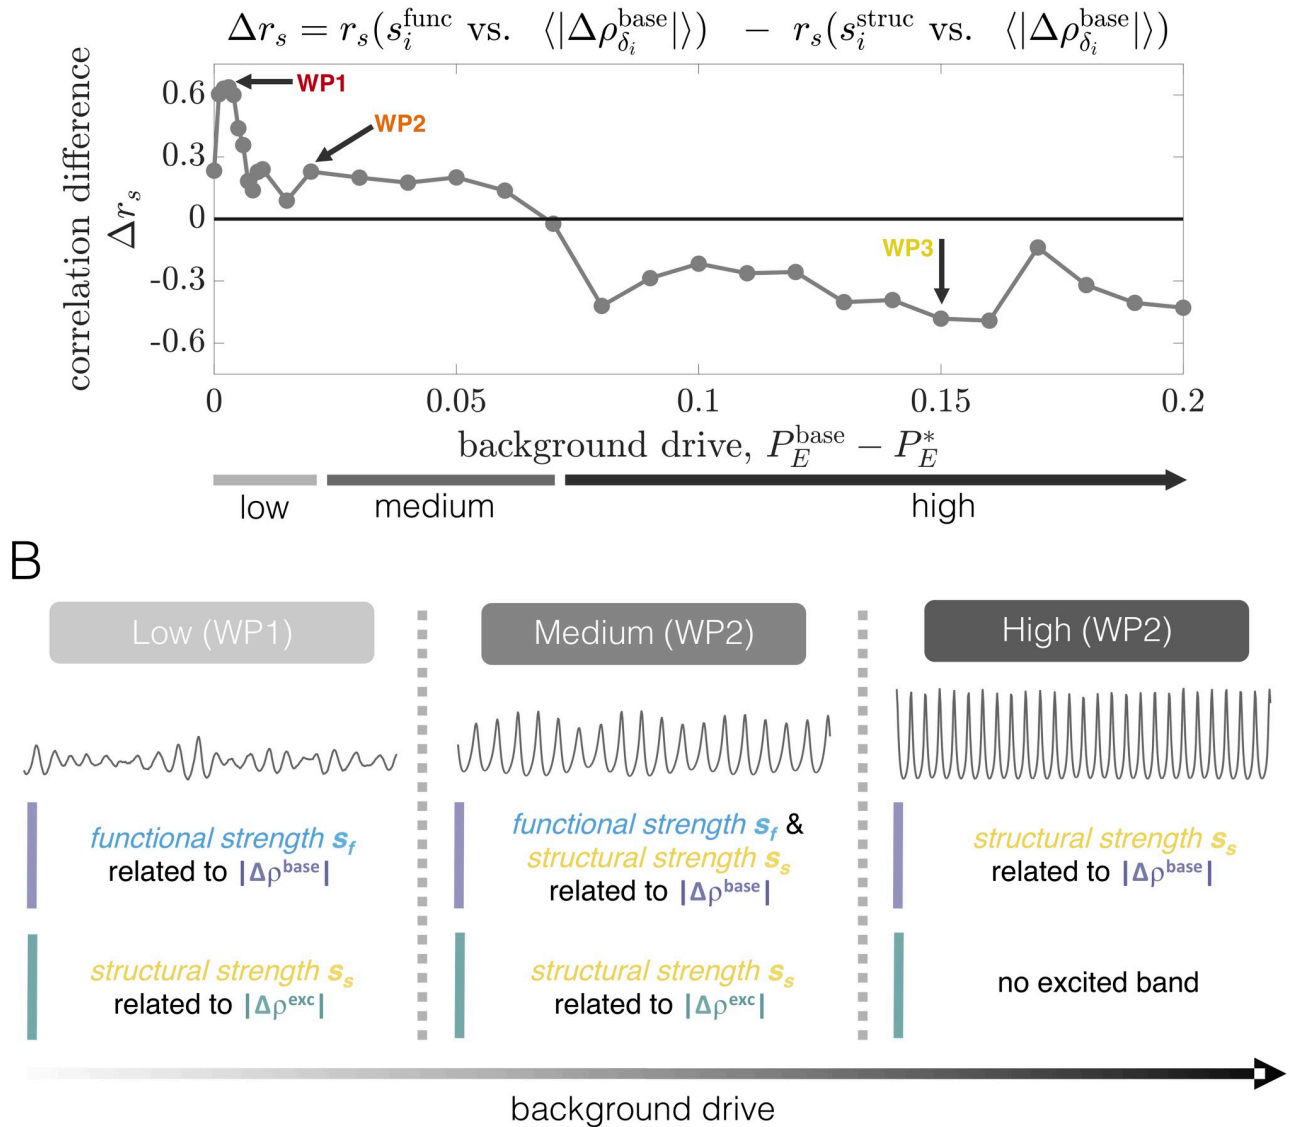 Δr_s = r_s(s_i^func vs. ⟨|Δρ_δi^base|⟩) − r_s(s_i^struc vs. ⟨|Δρ_δi^base|⟩)
correlation difference
Δr_s
0.6
0.3
0
-0.3
-0.6
WP1
WP2
WP3
0 0.05 0.1 0.15 0.2
background drive, P_E^base − P_E^*
low medium high
B
Low (WP1)
Medium (WP2)
High (WP2)
functional strength s_f
related to |Δρ^base|
functional strength s_f &
structural strength s_s
related to |Δρ^base|
structural strength s_s
related to |Δρ^base|
structural strength s_s
related to |Δρ^exc|
structural strength s_s
related to |Δρ^exc|
no excited band
background drive